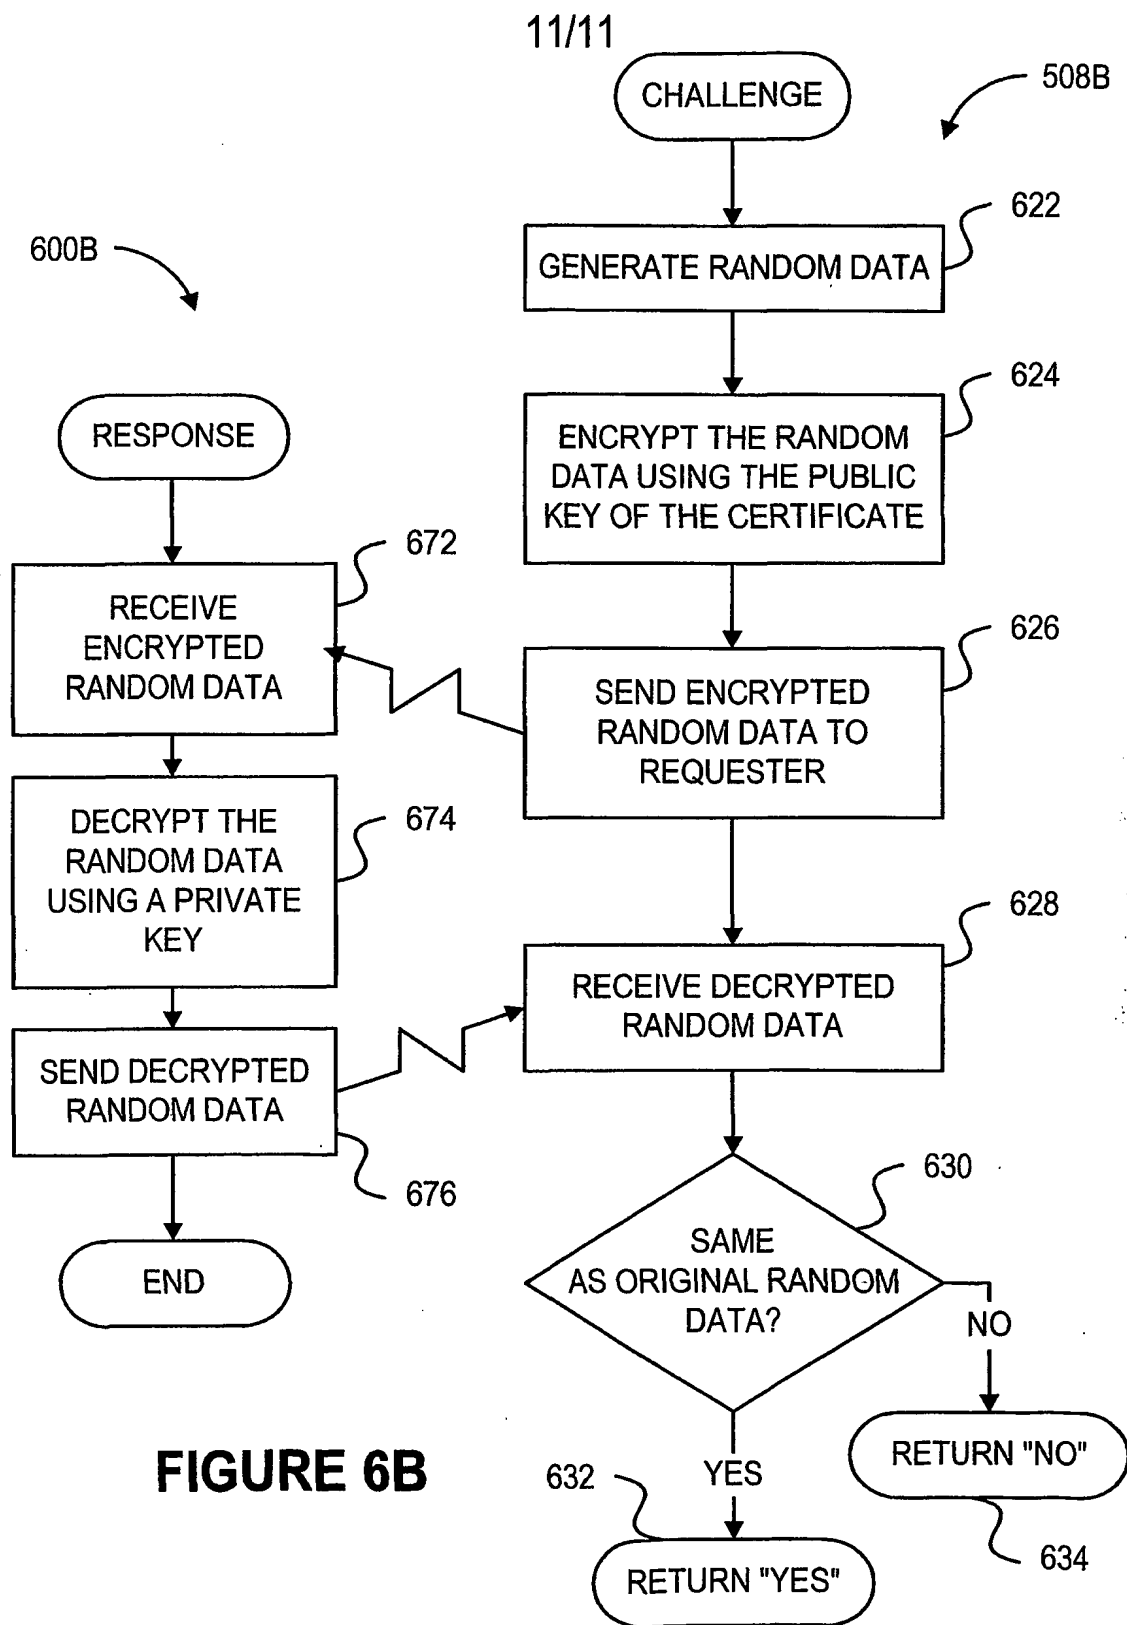 11/11
CHALLENGE
508B
622
GENERATE RANDOM DATA
600B
624
ENCRYPT THE RANDOM
DATA USING THE PUBLIC
KEY OF THE CERTIFICATE
RESPONSE
672
RECEIVE
ENCRYPTED
RANDOM DATA
626
SEND ENCRYPTED
RANDOM DATA TO
REQUESTER
674
DECRYPT THE
RANDOM DATA
USING A PRIVATE
KEY
628
RECEIVE DECRYPTED
RANDOM DATA
SEND DECRYPTED
RANDOM DATA
676
630
SAME
AS ORIGINAL RANDOM
DATA?
END
NO
RETURN "NO"
634
YES
632
RETURN "YES"
FIGURE 6B